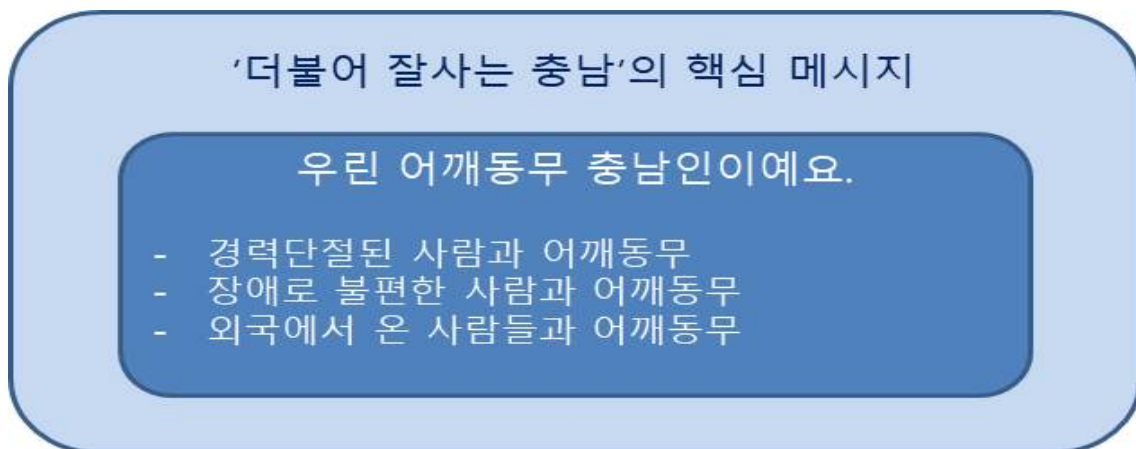 '더불어 잘사는 충남'의 핵심 메시지
우린 어깨동무 충남인이예요.
- 경력단절된 사람과 어깨동무
- 장애로 불편한 사람과 어깨동무
- 외국에서 온 사람들과 어깨동무